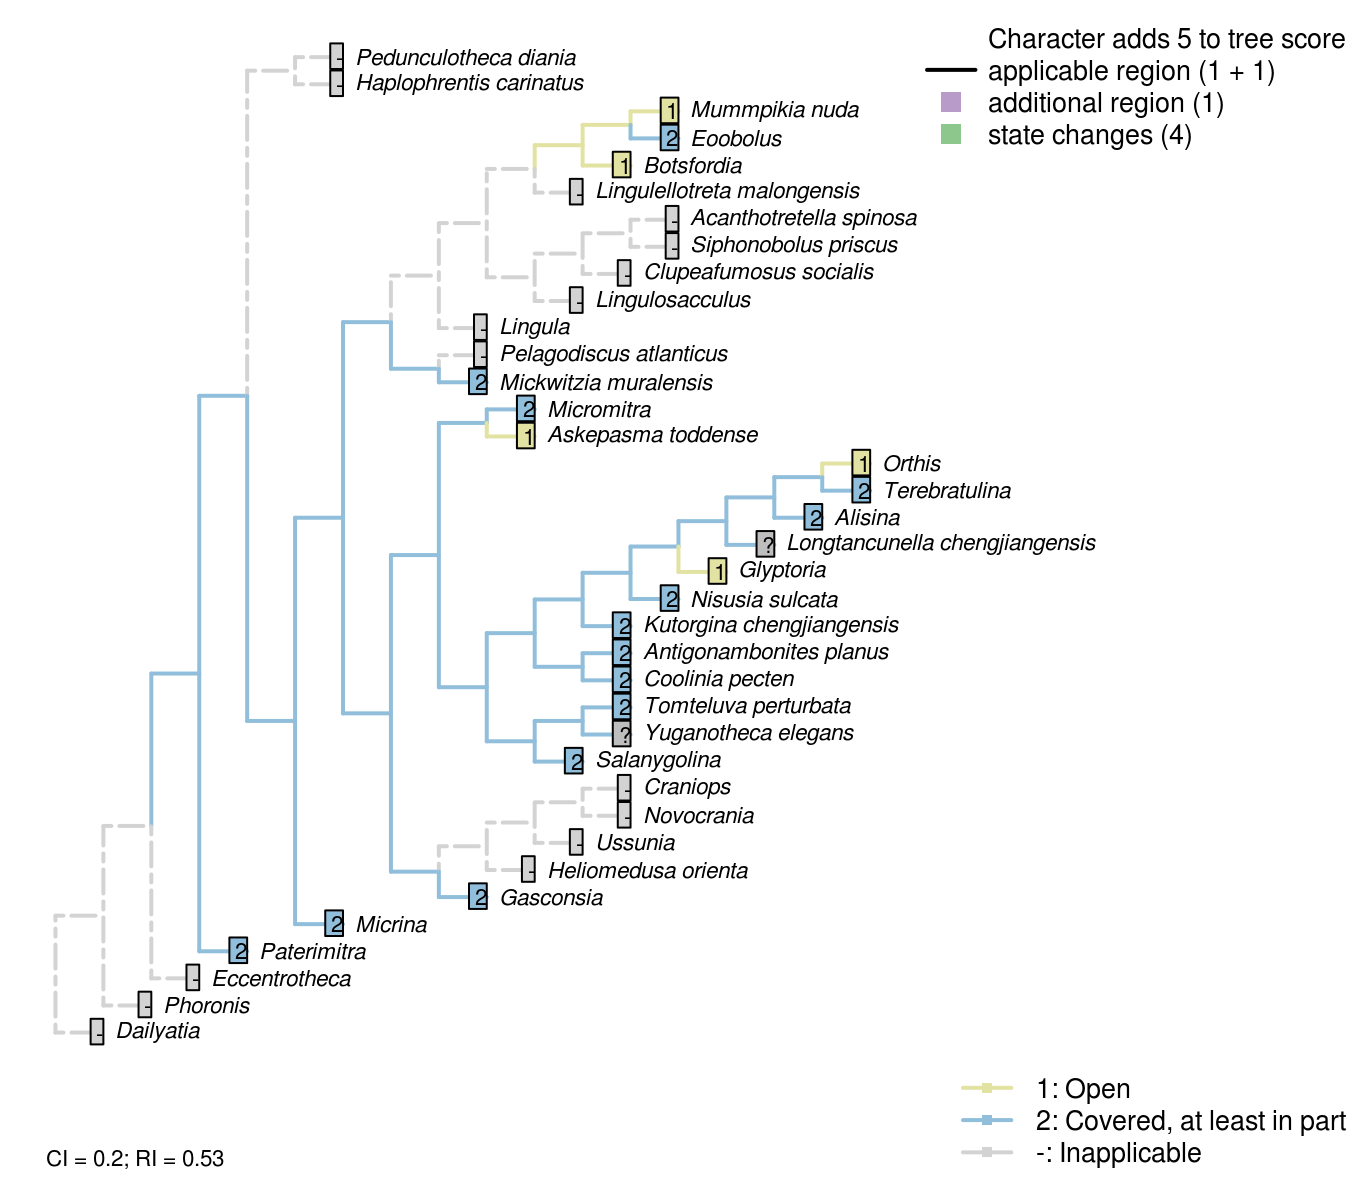 Character adds 5 to tree score
applicable region (1 + 1)
additional region (1)
state changes (4)
- Pedunculotheca diania
- Haplophrentis carinatus
1 Mummpikia nuda
2 Eoobolus
1 Botsfordia
- Lingulellotreta malongensis
- Acanthotretella spinosa
- Siphonobolus priscus
- Clupeafumosus socialis
- Lingulosacculus
- Lingula
- Pelagodiscus atlanticus
2 Mickwitzia muralensis
2 Micromitra
1 Askepasma toddense
1 Orthis
2 Terebratulina
2 Alisina
? Longtancunella chengjiangensis
1 Glyptoria
2 Nisusia sulcata
2 Kutorgina chengjiangensis
2 Antigonambonites planus
2 Coolinia pecten
2 Tomteluva perturbata
? Yuganotheca elegans
2 Salanygolina
- Craniops
- Novocrania
- Ussunia
- Heliomedusa orienta
2 Gasconsia
2 Micrina
2 Paterimitra
- Eccentrotheca
- Phoronis
- Dailyatia
1: Open
2: Covered, at least in part
-: Inapplicable
CI = 0.2; RI = 0.53